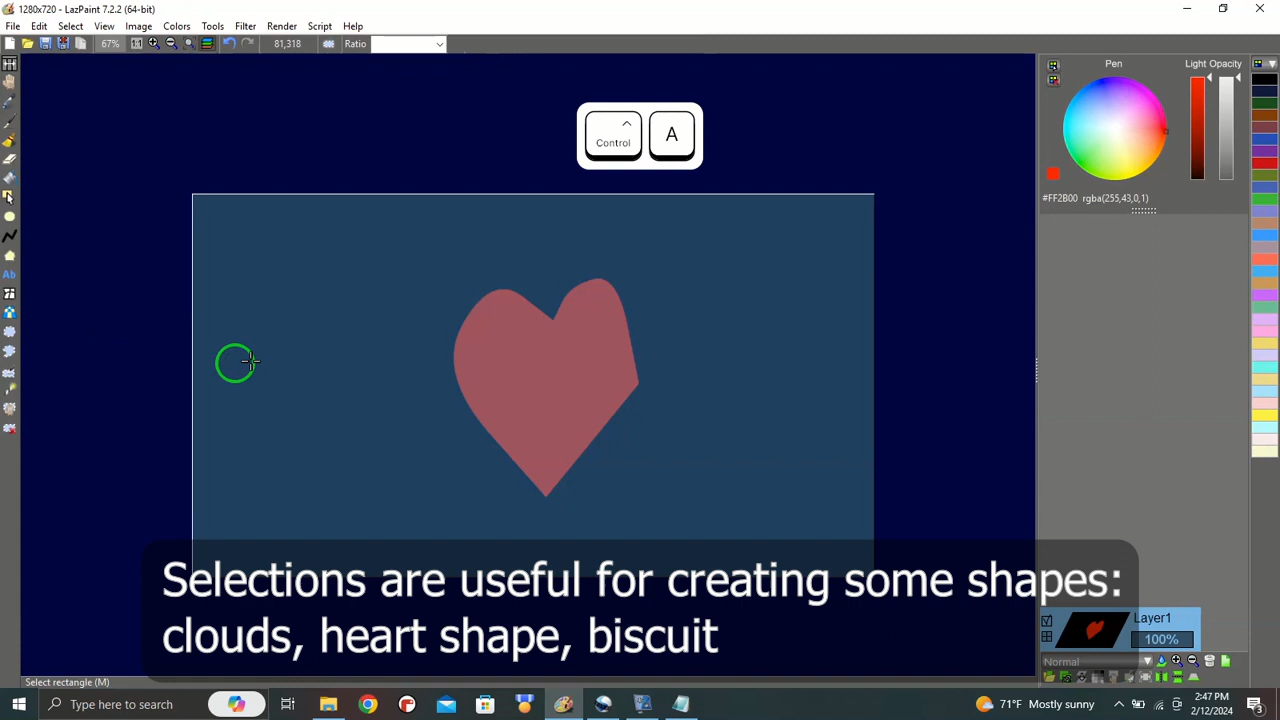 1280x720 - LazPaint 7.2.2 (64-bit)
File Edit Select View Image Colors Tools Filter Render Script Help
67% 81,318 Ratio
Pen Light Opacity
Control A
#FF2B00 rgba(255,43,0,1)
Ab
Selections are useful for creating some shapes:
clouds, heart shape, biscuit
Layer1
100%
Normal
Select rectangle (M)
Type here to search
71°F Mostly sunny
2:47 PM
2/12/2024
3